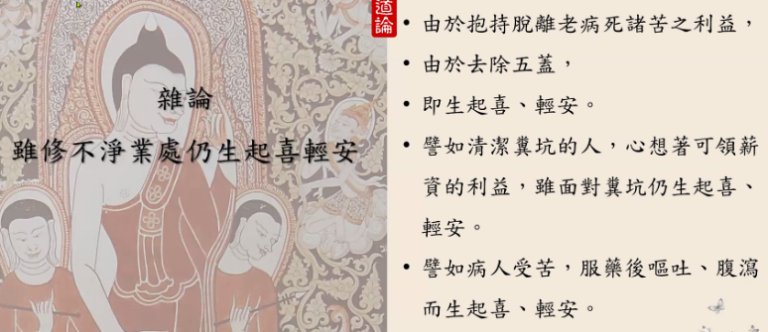 雜論
雖修不淨業處仍生起喜輕安
道論
• 由於抱持脫離老病死諸苦之利益，
• 由於去除五蓋，
• 即生起喜、輕安。
• 譬如清潔糞坑的人，心想著可領薪
資的利益，雖面對糞坑仍生起喜、
輕安。
• 譬如病人受苦，服藥後嘔吐、腹瀉
而生起喜、輕安。